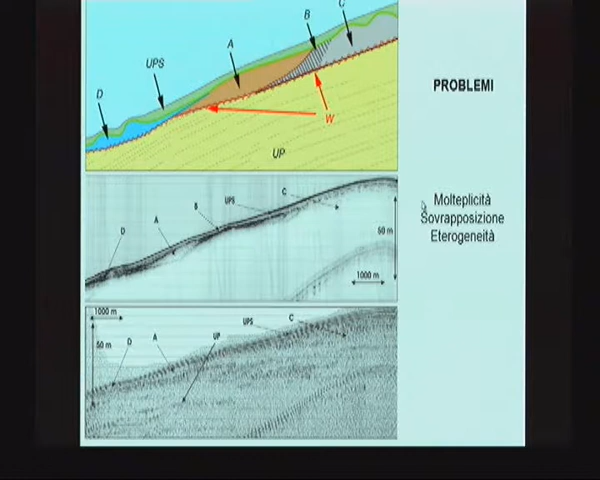 C
B
A
UPS
D
W
UP
PROBLEMI
Molteplicità
Sovrapposizione
Eterogeneità
C
UPS
B
A
D
50 m
1000 m
1000 m
50 m
C
UPS
UP
A
D